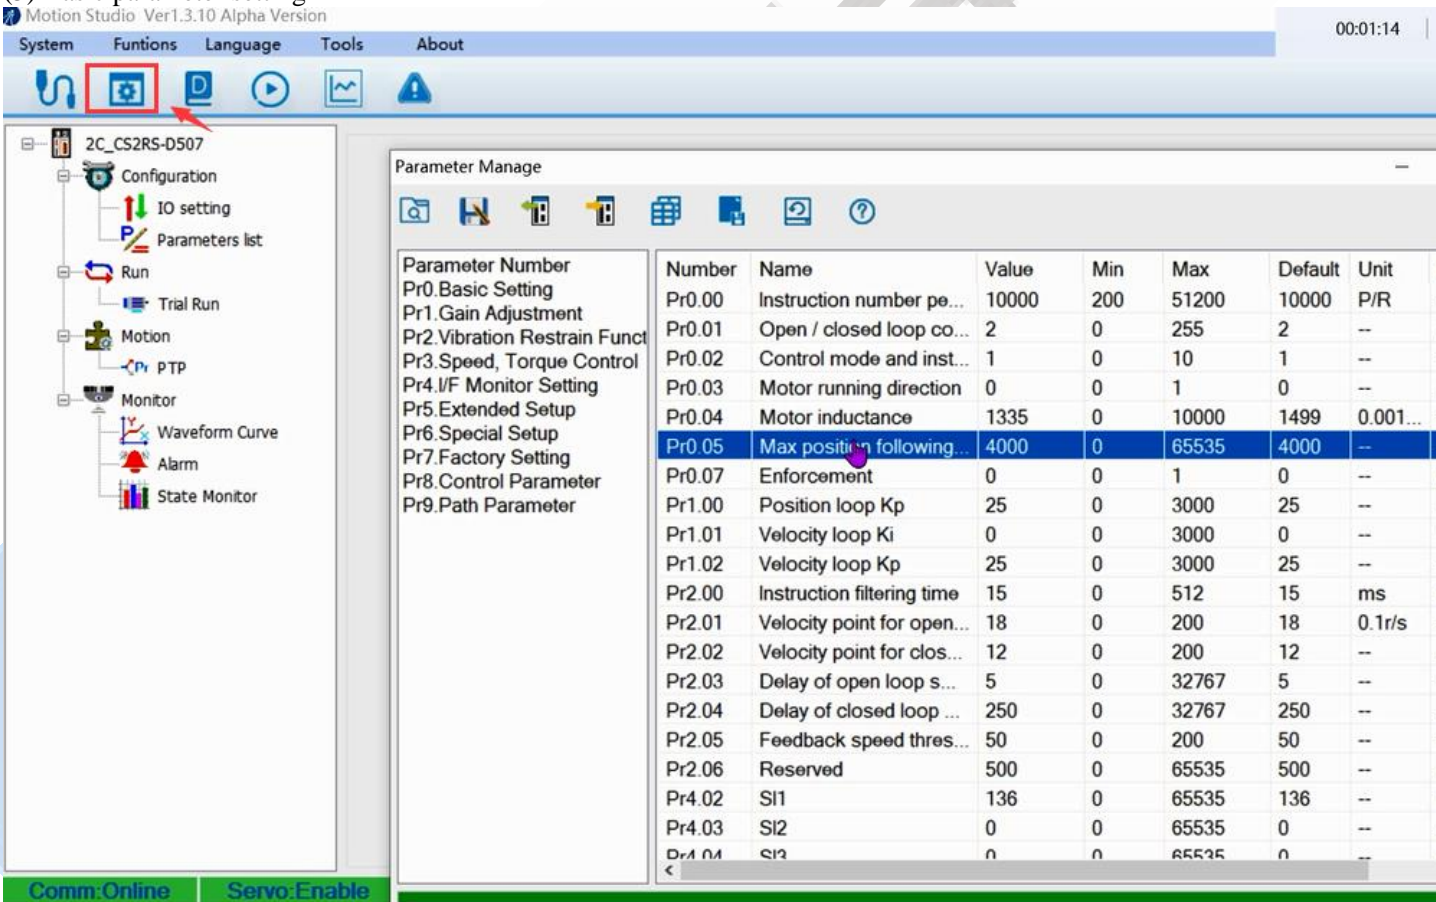 Motion Studio Ver1.3.10 Alpha Version
00:01:14
System Funtions Language Tools About
2C_CS2RS-D507
Configuration
IO setting
Parameters list
Run
Trial Run
Motion
PTP
Monitor
Waveform Curve
Alarm
State Monitor
Parameter Manage
Parameter Number
Pr0.Basic Setting
Pr1.Gain Adjustment
Pr2.Vibration Restrain Funct
Pr3.Speed, Torque Control
Pr4.I/F Monitor Setting
Pr5.Extended Setup
Pr6.Special Setup
Pr7.Factory Setting
Pr8.Control Parameter
Pr9.Path Parameter
Number Name Value Min Max Default Unit
Pr0.00 Instruction number pe... 10000 200 51200 10000 P/R
Pr0.01 Open / closed loop co... 2 0 255 2 --
Pr0.02 Control mode and inst... 1 0 10 1 --
Pr0.03 Motor running direction 0 0 1 0 --
Pr0.04 Motor inductance 1335 0 10000 1499 0.001...
Pr0.05 Max position following... 4000 0 65535 4000 --
Pr0.07 Enforcement 0 0 1 0 --
Pr1.00 Position loop Kp 25 0 3000 25 --
Pr1.01 Velocity loop Ki 0 0 3000 0 --
Pr1.02 Velocity loop Kp 25 0 3000 25 --
Pr2.00 Instruction filtering time 15 0 512 15 ms
Pr2.01 Velocity point for open... 18 0 200 18 0.1r/s
Pr2.02 Velocity point for clos... 12 0 200 12 --
Pr2.03 Delay of open loop s... 5 0 32767 5 --
Pr2.04 Delay of closed loop ... 250 0 32767 250 --
Pr2.05 Feedback speed thres... 50 0 200 50 --
Pr2.06 Reserved 500 0 65535 500 --
Pr4.02 SI1 136 0 65535 136 --
Pr4.03 SI2 0 0 65535 0 --
Pr4.04 SI3 0 0 65535 0 --
Comm:Online Servo:Enable